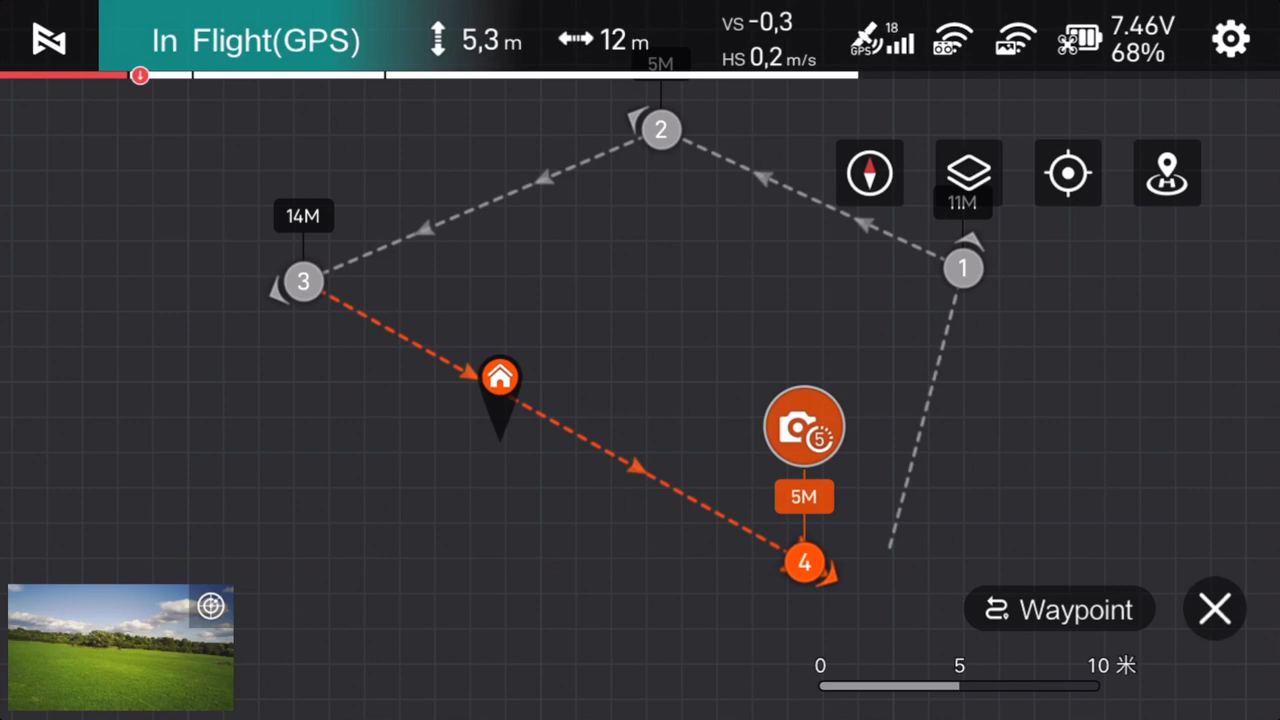 In Flight(GPS)
5,3 m
12 m
VS -0,3
HS 0,2 m/s
GPS
18
7.46V
68%
5M
2
11M
1
14M
3
5
5M
4
Waypoint
0 5 10 米